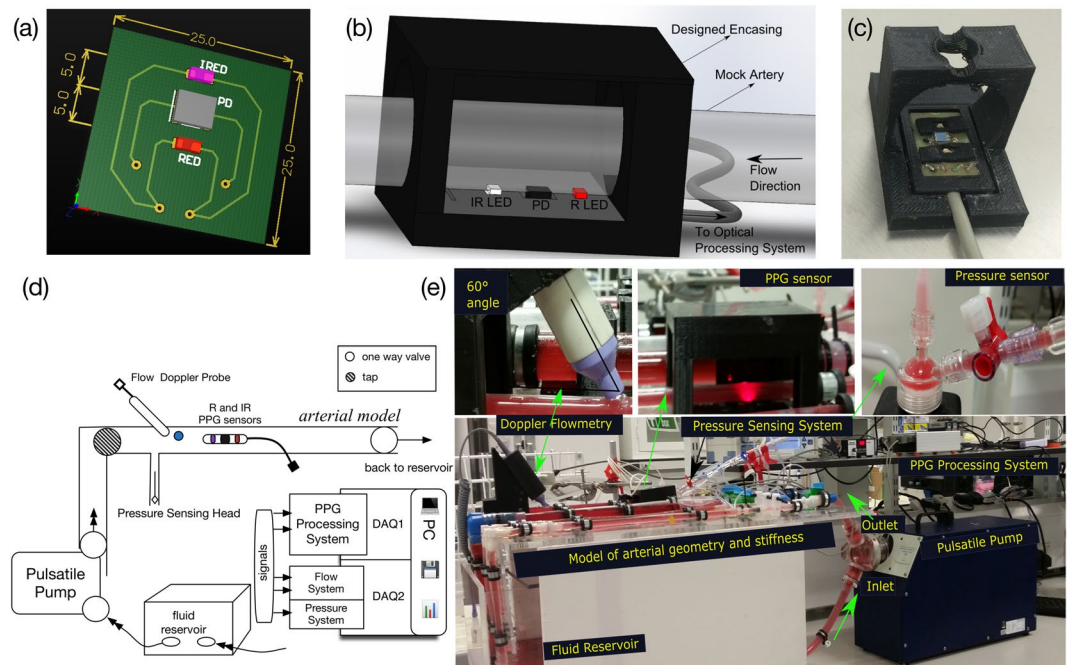 (a)
25.0
5.0
5.0
25.0
IRED
PD
RED
(b)
Designed Encasing
Mock Artery
Flow
Direction
IR LED
PD
R LED
To Optical
Processing System
(c)
(d)
one way valve
tap
Flow Doppler Probe
R and IR
PPG sensors
arterial model
back to reservoir
Pressure Sensing Head
Pulsatile
Pump
fluid
reservoir
signals
PPG
Processing
System
DAQ1
Flow
System
Pressure
System
DAQ2
PC
(e)
60°
angle
PPG sensor
Pressure sensor
Doppler Flowmetry
Pressure Sensing System
PPG Processing System
Outlet
Model of arterial geometry and stiffness
Pulsatile Pump
Inlet
Fluid Reservoir